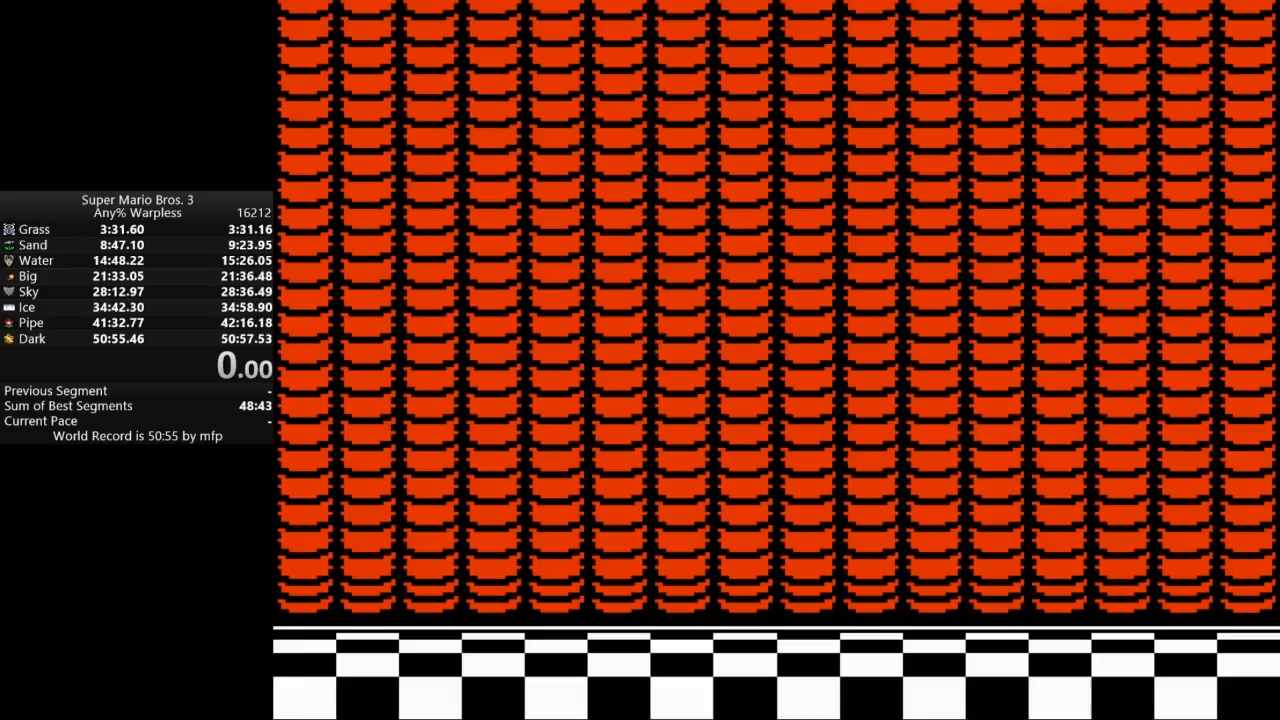 Super Mario Bros. 3
Any% Warpless 16212
Grass 3:31.60 3:31.16
Sand 8:47.10 9:23.95
Water 14:48.22 15:26.05
Big 21:33.05 21:36.48
Sky 28:12.97 28:36.49
Ice 34:42.30 34:58.90
Pipe 41:32.77 42:16.18
Dark 50:55.46 50:57.53
0.00
Previous Segment -
Sum of Best Segments 48:43
Current Pace -
World Record is 50:55 by mfp